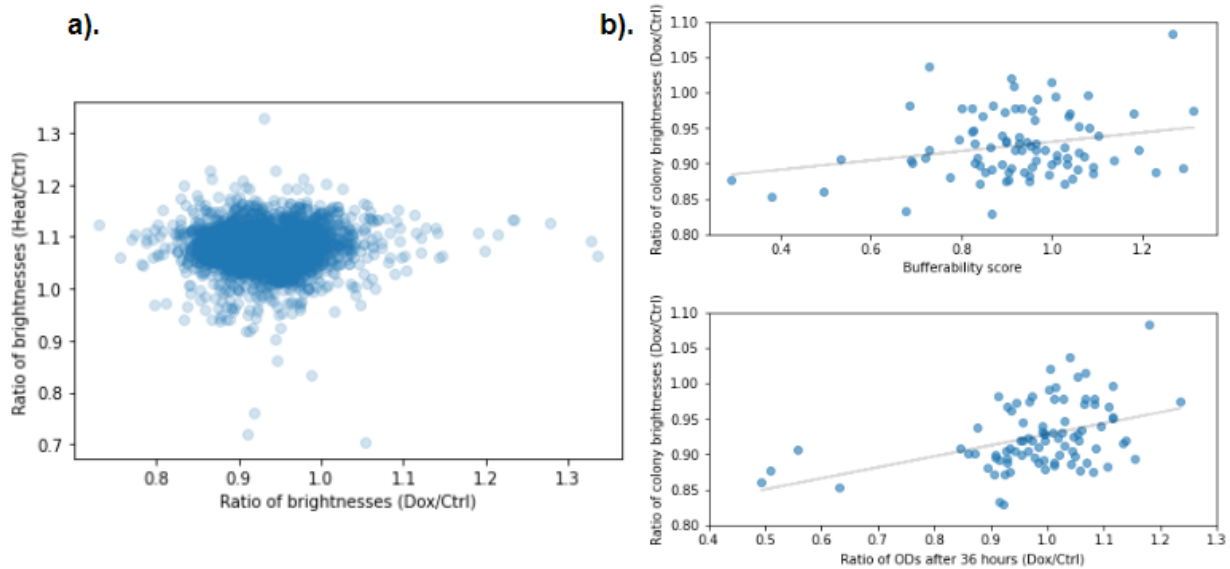 a).
Ratio of brightnesses (Heat/Ctrl)
1.3
1.2
1.1
1.0
0.9
0.8
0.7
0.8 0.9 1.0 1.1 1.2 1.3
Ratio of brightnesses (Dox/Ctrl)
b).
Ratio of colony brightnesses (Dox/Ctrl)
1.10
1.05
1.00
0.95
0.90
0.85
0.80
0.4 0.6 0.8 1.0 1.2
Bufferability score
Ratio of colony brightnesses (Dox/Ctrl)
1.10
1.05
1.00
0.95
0.90
0.85
0.80
0.4 0.5 0.6 0.7 0.8 0.9 1.0 1.1 1.2 1.3
Ratio of ODs after 36 hours (Dox/Ctrl)